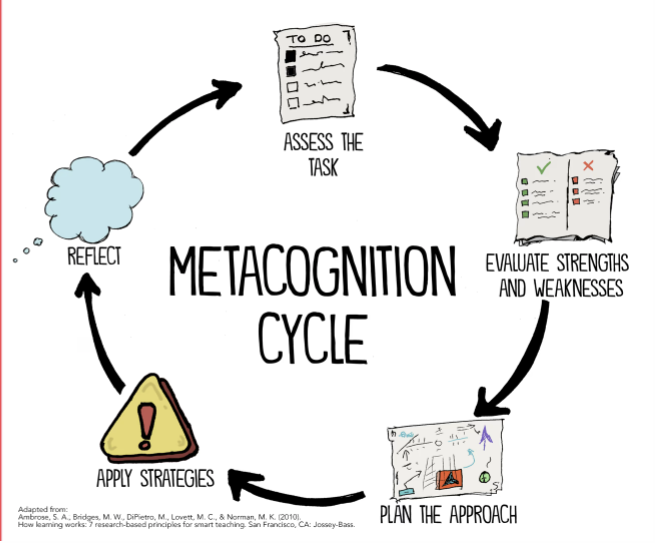 TO DO
ASSESS THE
TASK
EVALUATE STRENGTHS
AND WEAKNESSES
PLAN THE APPROACH
APPLY STRATEGIES
REFLECT
METACOGNITION
CYCLE
Adapted from:
Ambrose, S. A., Bridges, M. W., DiPietro, M., Lovett, M. C., & Norman, M. K. (2010).
How learning works: 7 research-based principles for smart teaching. San Francisco, CA: Jossey-Bass.